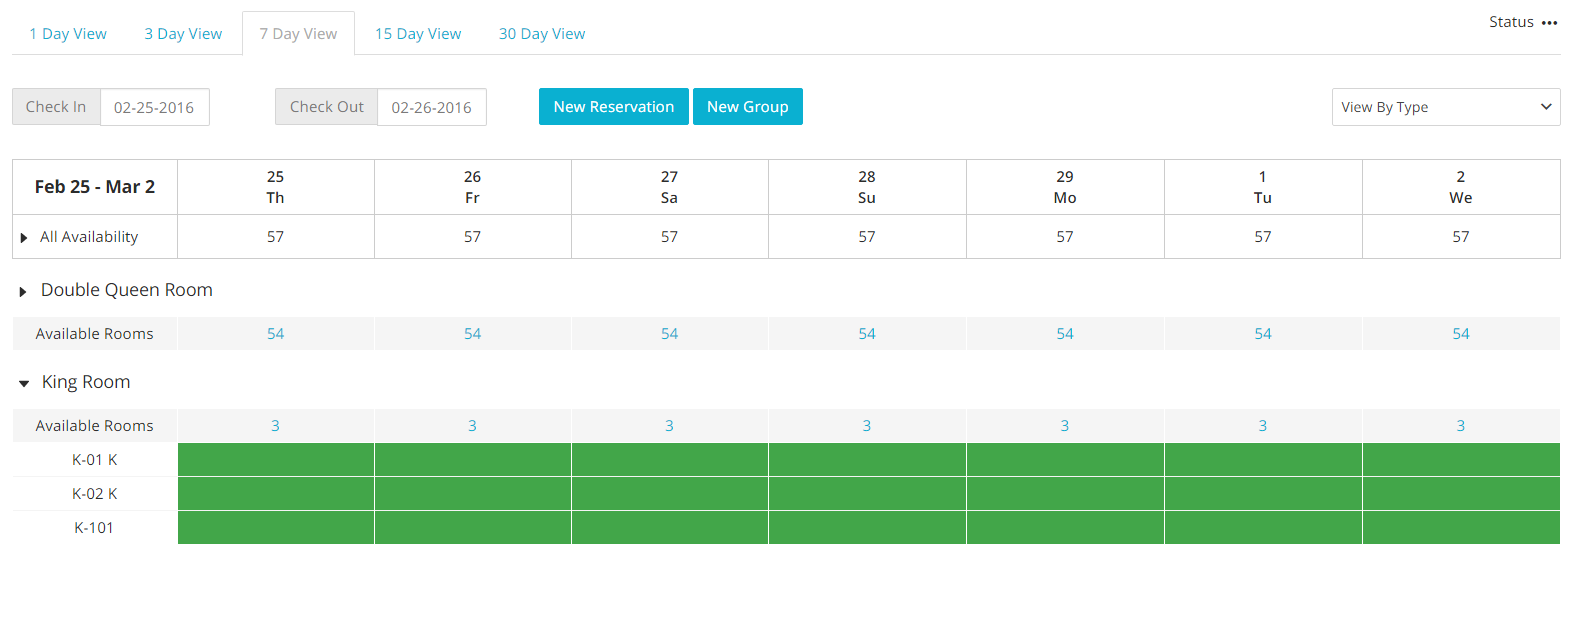 1 Day View 3 Day View 7 Day View 15 Day View 30 Day View Status •••
Check In 02-25-2016 Check Out 02-26-2016 New Reservation New Group View By Type
Feb 25 - Mar 2 25 Th 26 Fr 27 Sa 28 Su 29 Mo 1 Tu 2 We
All Availability 57 57 57 57 57 57 57
Double Queen Room
Available Rooms 54 54 54 54 54 54 54
King Room
Available Rooms 3 3 3 3 3 3 3
K-01 K
K-02 K
K-101